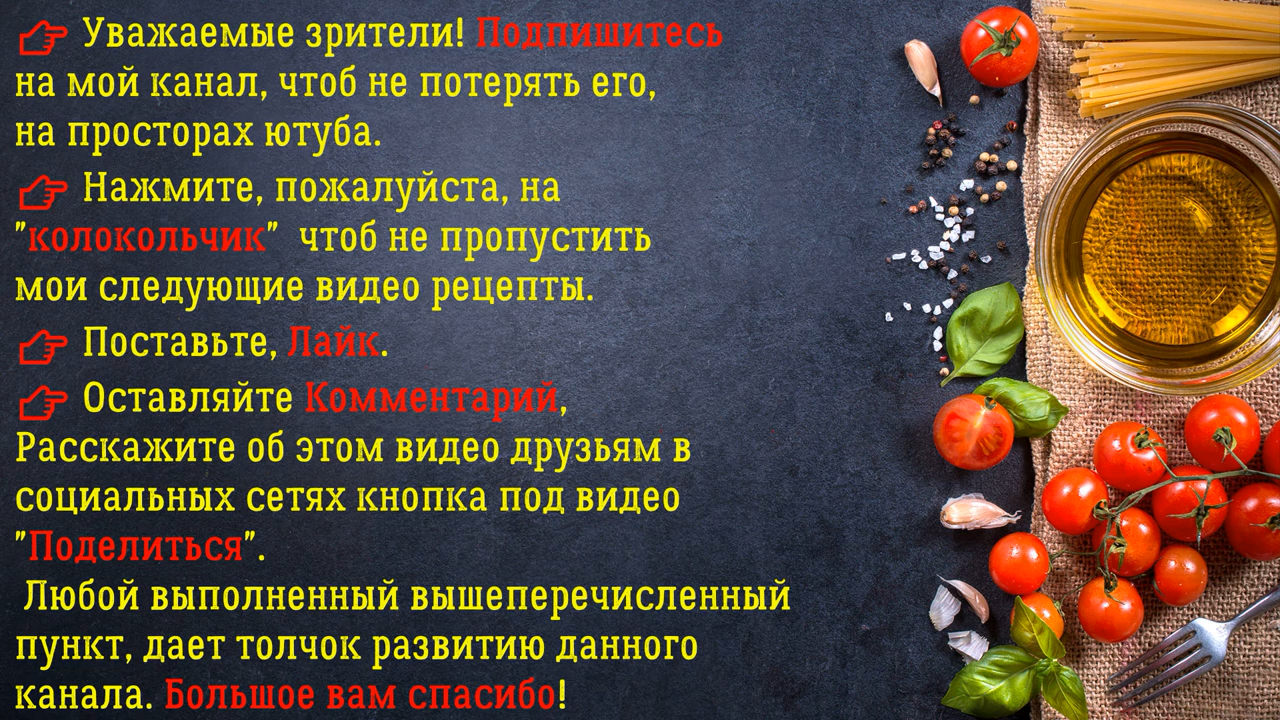 Уважаемые зрители! Подпишитесь
на мой канал, чтоб не потерять его,
на просторах ютуба.
Нажмите, пожалуйста, на
"колокольчик" чтоб не пропустить
мои следующие видео рецепты.
Поставьте, Лайк.
Оставляйте Комментарий,
Расскажите об этом видео друзьям в
социальных сетях кнопка под видео
"Поделиться".
Любой выполненный вышеперечисленный
пункт, дает толчок развитию данного
канала. Большое вам спасибо!